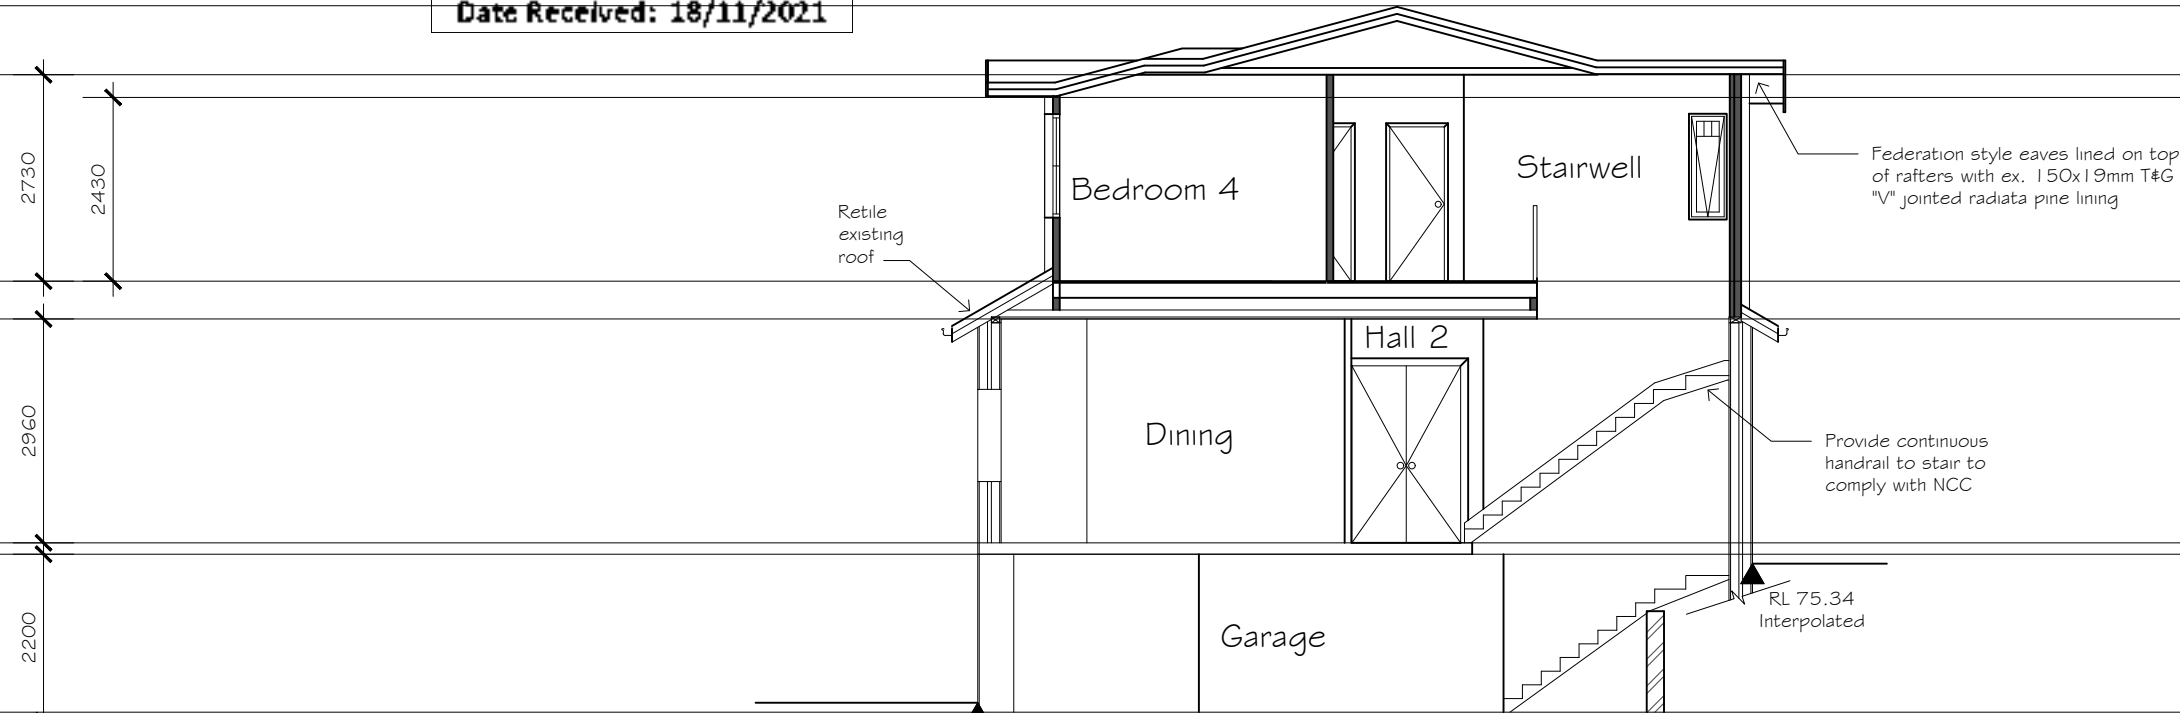 Date Received: 18/11/2021
2730
2430
Retile
existing
roof
Bedroom 4
Stairwell
Federation style eaves lined on top
of rafters with ex. 150x19mm T&G
"V" jointed radiata pine lining
2960
Hall 2
Dining
Provide continuous
handrail to stair to
comply with NCC
2200
Garage
RL 75.34
Interpolated